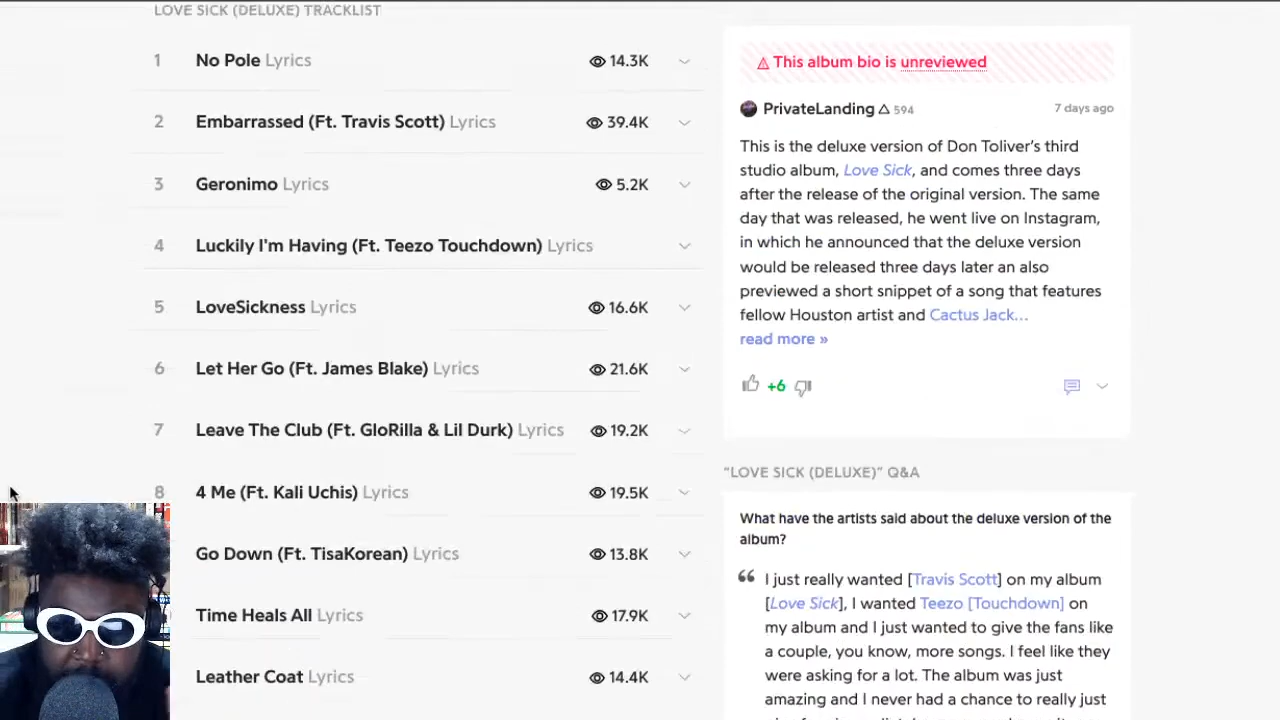 LOVE SICK (DELUXE) TRACKLIST
1 No Pole Lyrics 14.3K
2 Embarrassed (Ft. Travis Scott) Lyrics 39.4K
3 Geronimo Lyrics 5.2K
4 Luckily I'm Having (Ft. Teezo Touchdown) Lyrics
5 LoveSickness Lyrics 16.6K
6 Let Her Go (Ft. James Blake) Lyrics 21.6K
7 Leave The Club (Ft. GloRilla & Lil Durk) Lyrics 19.2K
8 4 Me (Ft. Kali Uchis) Lyrics 19.5K
Go Down (Ft. TisaKorean) Lyrics 13.8K
Time Heals All Lyrics 17.9K
Leather Coat Lyrics 14.4K
This album bio is unreviewed
PrivateLanding 594 7 days ago
This is the deluxe version of Don Toliver's third
studio album, Love Sick, and comes three days
after the release of the original version. The same
day that was released, he went live on Instagram,
in which he announced that the deluxe version
would be released three days later an also
previewed a short snippet of a song that features
fellow Houston artist and Cactus Jack...
read more »
+6
"LOVE SICK (DELUXE)" Q&A
What have the artists said about the deluxe version of the
album?
“ I just really wanted [Travis Scott] on my album
[Love Sick], I wanted Teezo [Touchdown] on
my album and I just wanted to give the fans like
a couple, you know, more songs. I feel like they
were asking for a lot. The album was just
amazing and I never had a chance to really just